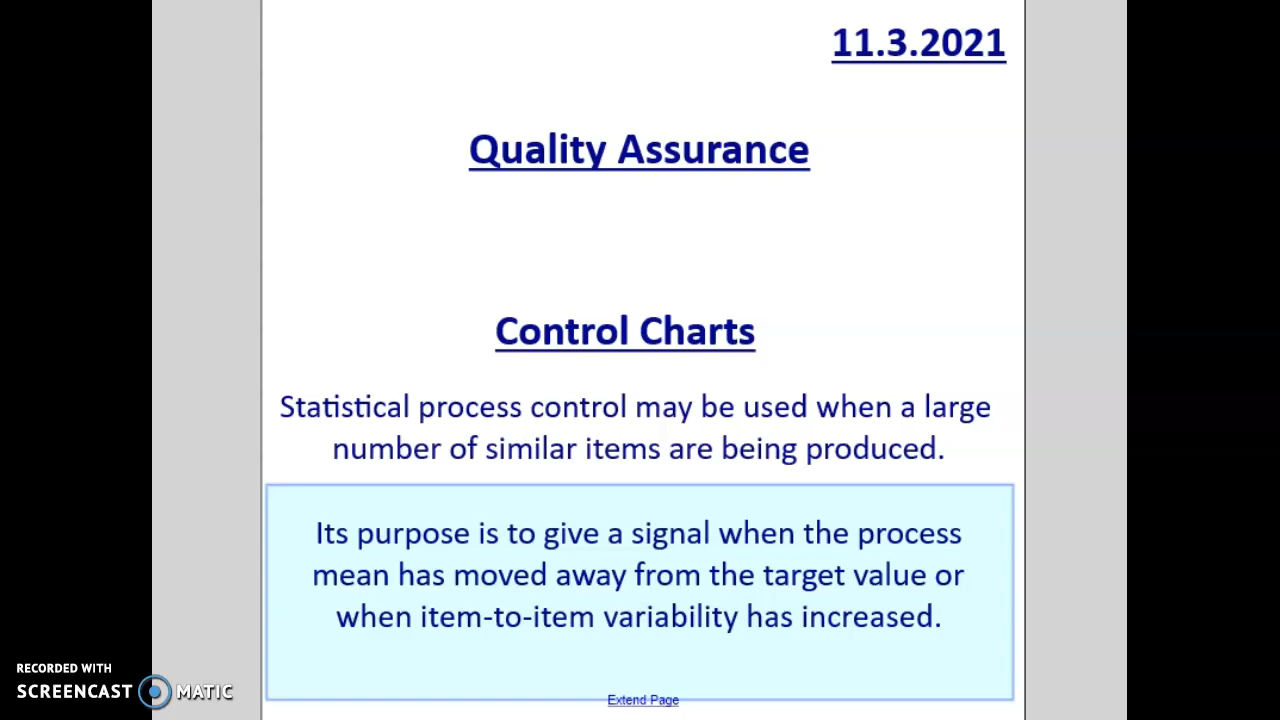 11.3.2021
Quality Assurance
Control Charts
Statistical process control may be used when a large
number of similar items are being produced.
Its purpose is to give a signal when the process
mean has moved away from the target value or
when item-to-item variability has increased.
Extend Page
RECORDED WITH
SCREENCAST MATIC